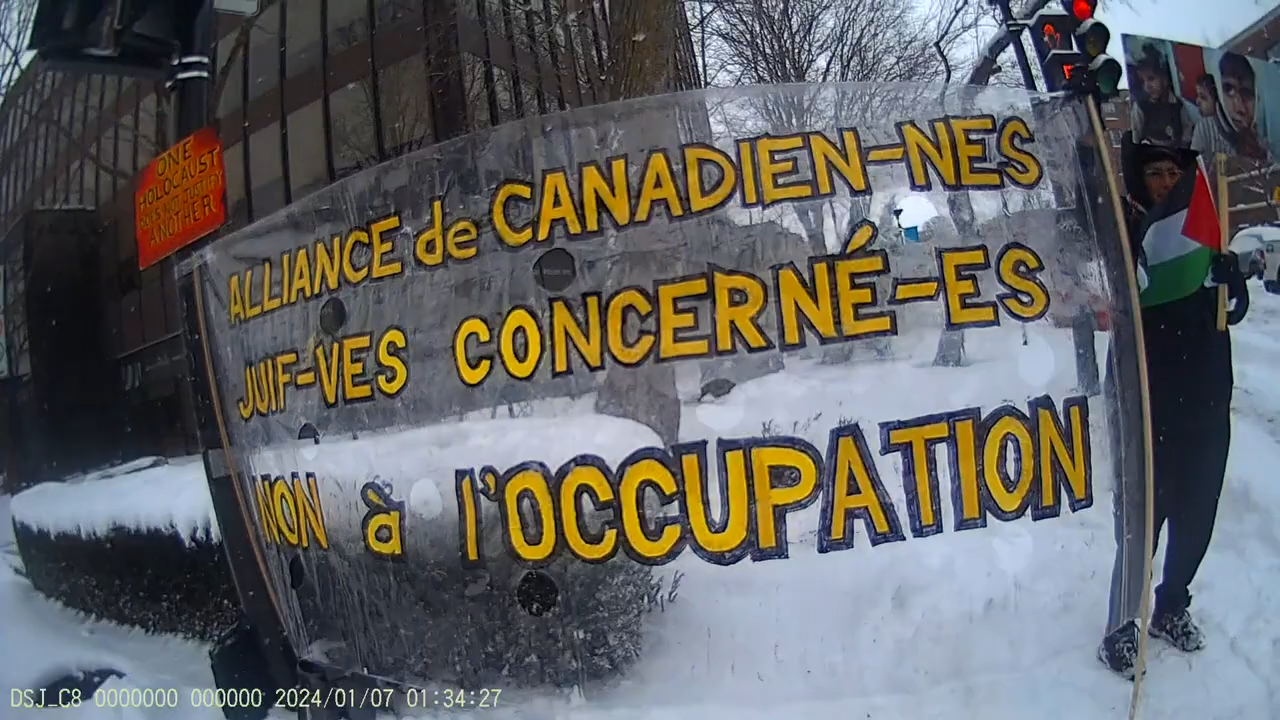 ONE
HOLOCAUST
DOES NOT JUSTIFY
ANOTHER
ALLIANCE de CANADIEN-NES
JUIF-VES CONCERNÉ-ES
NON à l'OCCUPATION
DSJ_C8 0000000 000000 2024/01/07 01:34:27